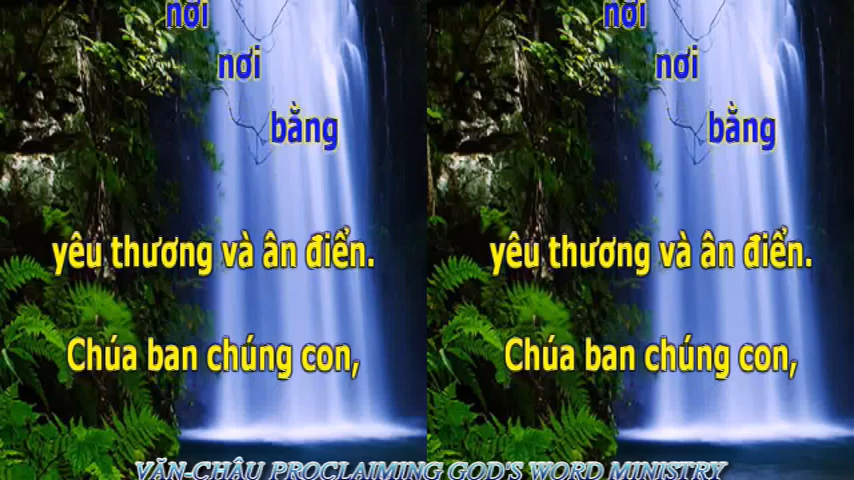 nơi nơi
nơi nơi
bằng bằng
yêu thương và ân điển. yêu thương và ân điển.
Chúa ban chúng con, Chúa ban chúng con,
VĂN-CHÂU PROCLAIMING GOD'S WORD MINISTRY